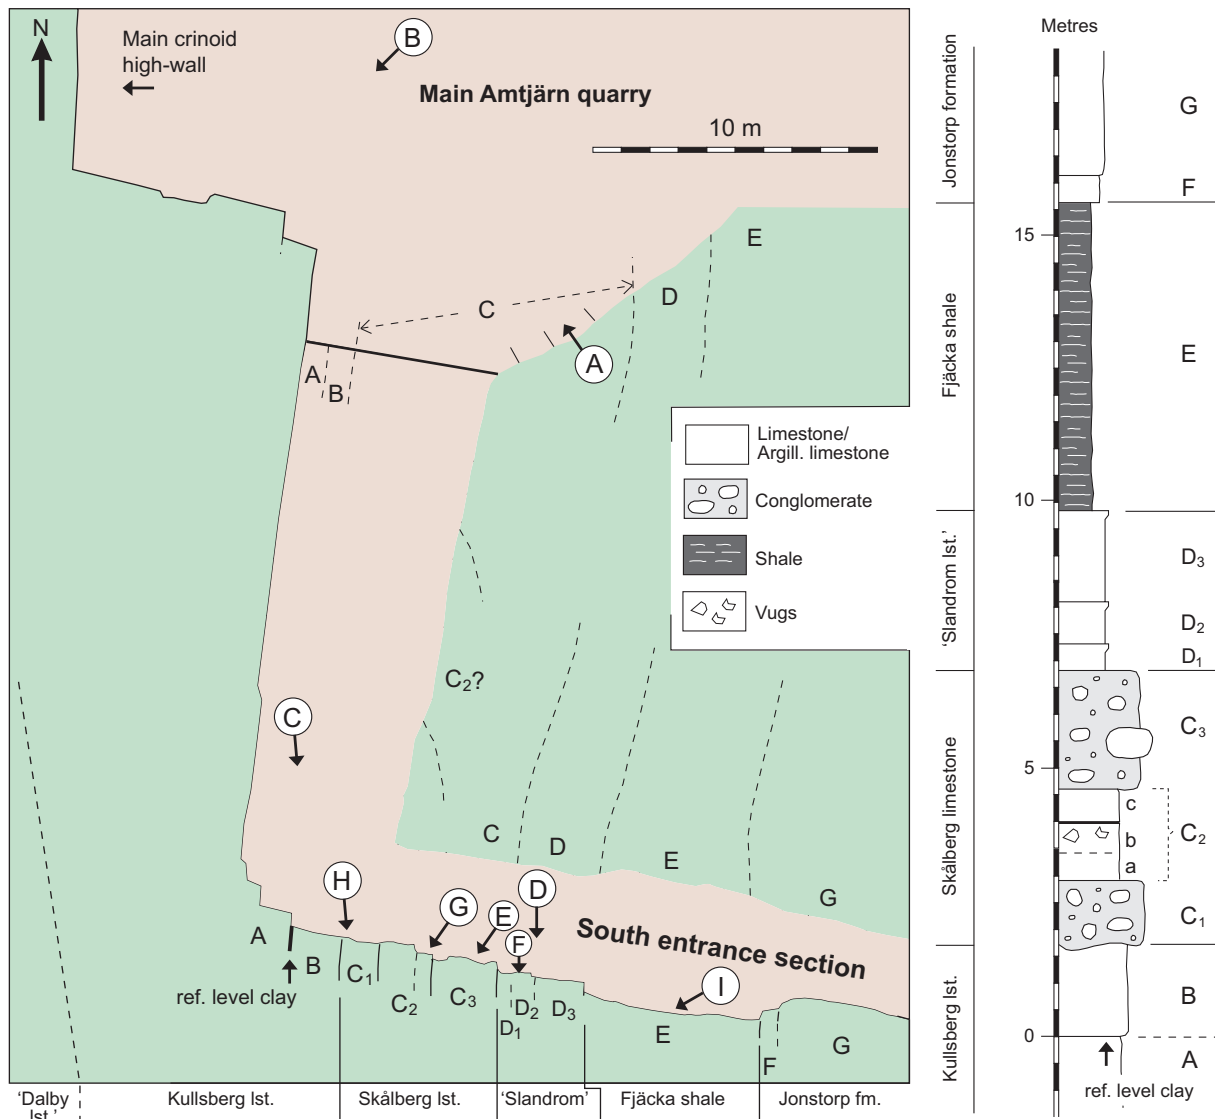 N
Main crinoid
high-wall
B
Main Amtjärn quarry
10 m
E
D
C
A
A
B
Limestone/
Argill. limestone
Conglomerate
Shale
Vugs
C₂?
C
C
D
E
G
H
G
E
D
F
South entrance section
I
A
B
C₁
C₂
C₃
D₁
D₂
D₃
E
F
G
ref. level clay
'Dalby
lst.'
Kullsberg lst.
Skålberg lst.
'Slandrom'
Fjäcka shale
Jonstorp fm.
Metres
Jonstorp formation
Fjäcka shale
'Slandrom lst.'
Skålberg limestone
Kullsberg lst.
15
10
5
0
G
F
E
D₃
D₂
D₁
C₃
c
b
a
C₂
C₁
B
A
ref. level clay